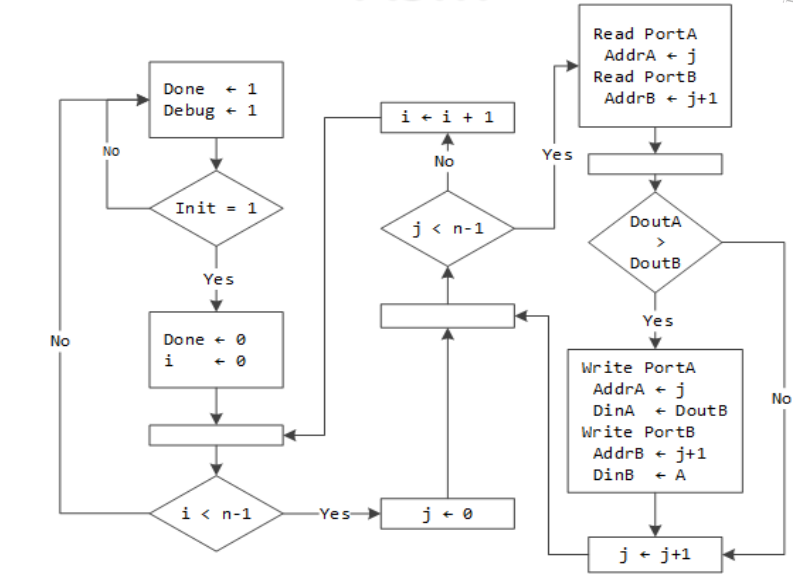 Done ← 1
Debug ← 1
No
Init = 1
Yes
Done ← 0
i ← 0
No
i < n-1
Yes
j ← 0
i ← i + 1
No
j < n-1
Yes
Read PortA
AddrA ← j
Read PortB
AddrB ← j+1
DoutA
>
DoutB
Yes
No
Write PortA
AddrA ← j
DinA ← DoutB
Write PortB
AddrB ← j+1
DinB ← A
j ← j+1